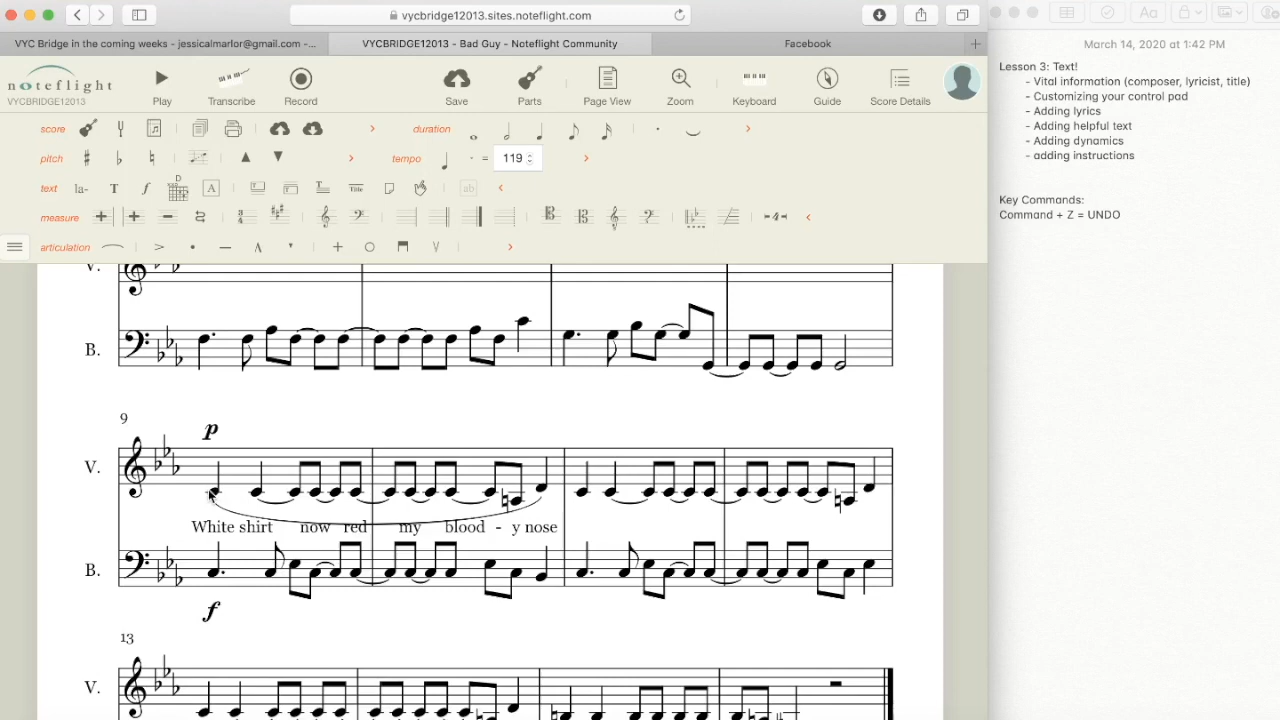 vycbridge12013.sites.noteflight.com
VYC Bridge in the coming weeks - jessicalmarlor@gmail.com -...
VYCBRIDGE12013 - Bad Guy - Noteflight Community
Facebook
March 14, 2020 at 1:42 PM
noteflight
VYCBRIDGE12013
Play
Transcribe
Record
Save
Parts
Page View
Zoom
Keyboard
Guide
Score Details
score
duration
pitch
tempo
= 119
text la- T f D A Title ab
measure
articulation
Lesson 3: Text!
- Vital information (composer, lyricist, title)
- Customizing your control pad
- Adding lyrics
- Adding helpful text
- Adding dynamics
- adding instructions
Key Commands:
Command + Z = UNDO
V.
B.
9
p
V.
White shirt now red my blood - y nose
B.
f
13
V.